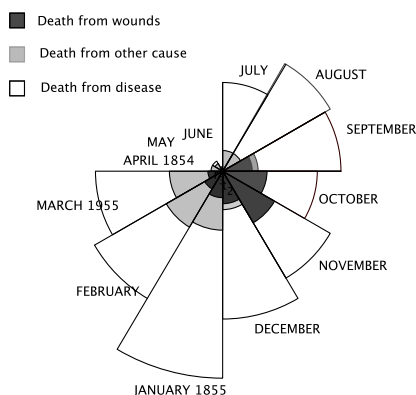 Death from wounds
Death from other cause
Death from disease
JULY
AUGUST
SEPTEMBER
OCTOBER
NOVEMBER
DECEMBER
JANUARY 1855
FEBRUARY
MARCH 1955
APRIL 1854
MAY
JUNE